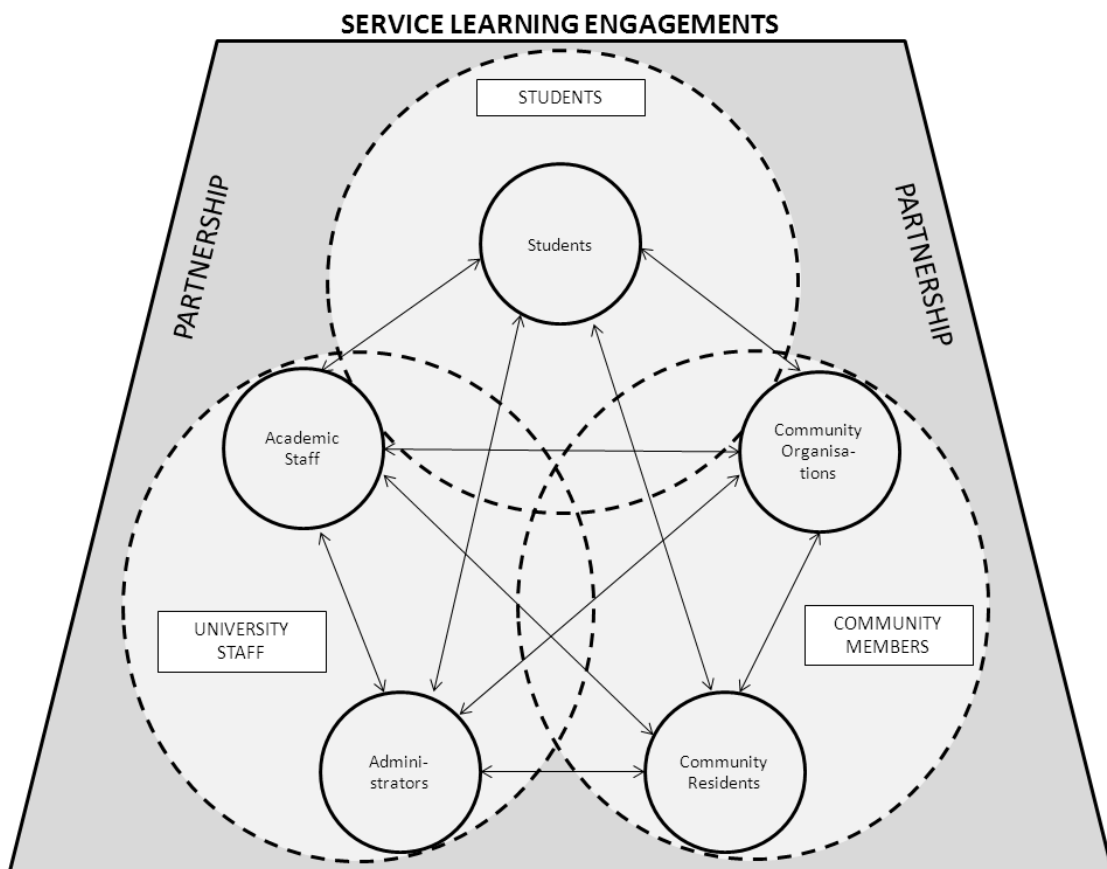 SERVICE LEARNING ENGAGEMENTS
STUDENTS
PARTNERSHIP
PARTNERSHIP
Students
Academic
Staff
Community
Organisa-
tions
UNIVERSITY
STAFF
COMMUNITY
MEMBERS
Admini-
strators
Community
Residents